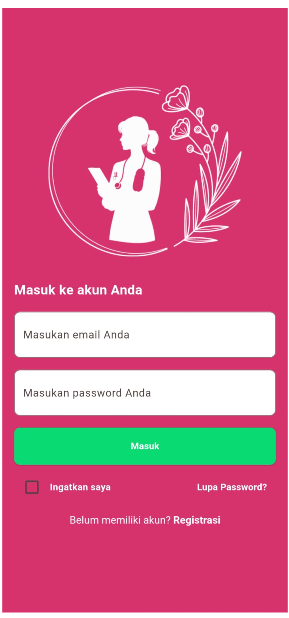 Masuk ke akun Anda
Masukan email Anda
Masukan password Anda
Masuk
Ingatkan saya Lupa Password?
Belum memiliki akun? Registrasi